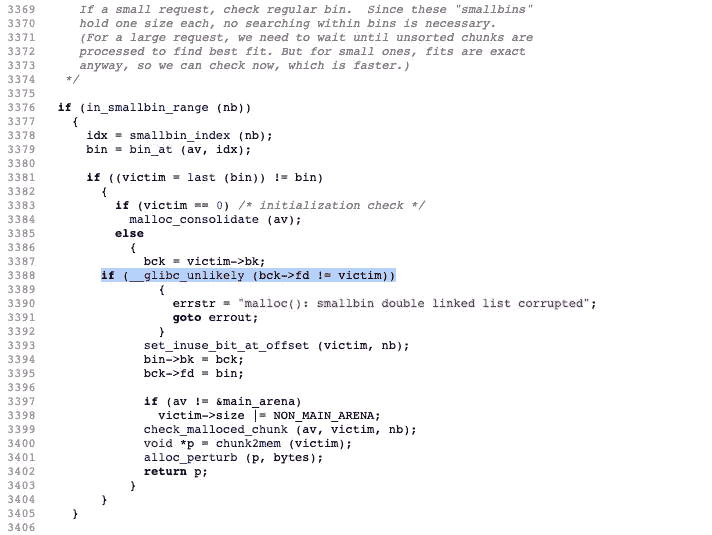 3369 If a small request, check regular bin.  Since these "smallbins"
3370 hold one size each, no searching within bins is necessary.
3371 (For a large request, we need to wait until unsorted chunks are
3372 processed to find best fit. But for small ones, fits are exact
3373 anyway, so we can check now, which is faster.)
3374 */
3375
3376 if (in_smallbin_range (nb))
3377 {
3378 idx = smallbin_index (nb);
3379 bin = bin_at (av, idx);
3380
3381 if ((victim = last (bin)) != bin)
3382 {
3383 if (victim == 0) /* initialization check */
3384 malloc_consolidate (av);
3385 else
3386 {
3387 bck = victim->bk;
3388 if (__glibc_unlikely (bck->fd != victim))
3389 {
3390 errstr = "malloc(): smallbin double linked list corrupted";
3391 goto errout;
3392 }
3393 set_inuse_bit_at_offset (victim, nb);
3394 bin->bk = bck;
3395 bck->fd = bin;
3396
3397 if (av != &main_arena)
3398 victim->size |= NON_MAIN_ARENA;
3399 check_malloced_chunk (av, victim, nb);
3400 void *p = chunk2mem (victim);
3401 alloc_perturb (p, bytes);
3402 return p;
3403 }
3404 }
3405 }
3406